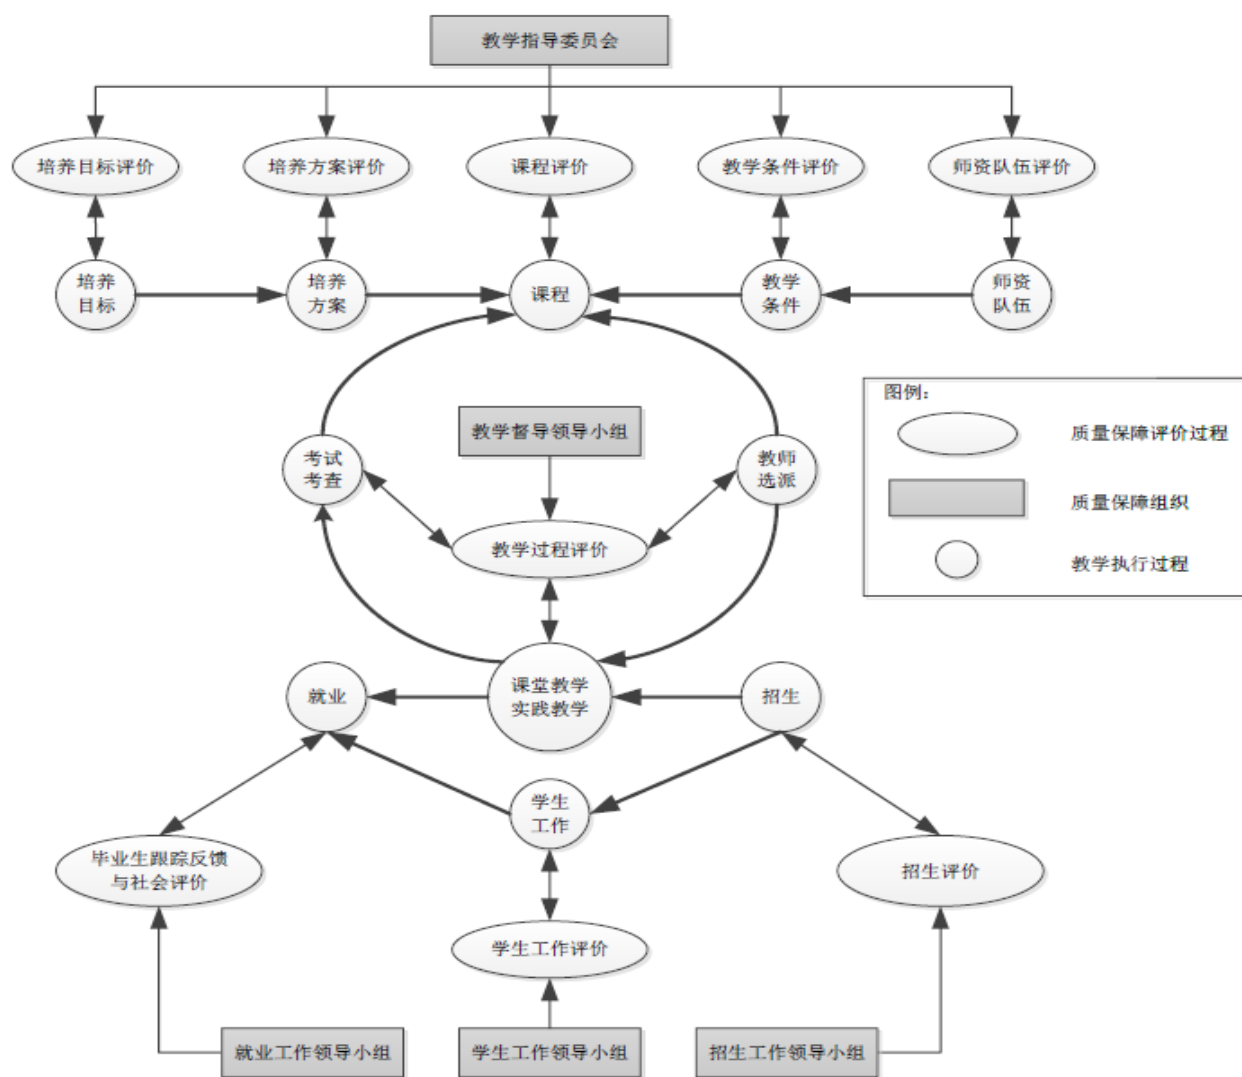 教学指导委员会
培养目标评价
培养方案评价
课程评价
教学条件评价
师资队伍评价
培养
目标
培养
方案
课程
教学
条件
师资
队伍
图例：
质量保障评价过程
质量保障组织
教学执行过程
教学督导领导小组
考试
考查
教师
选派
教学过程评价
就业
课堂教学
实践教学
招生
学生
工作
毕业生跟踪反馈
与社会评价
招生评价
学生工作评价
就业工作领导小组
学生工作领导小组
招生工作领导小组